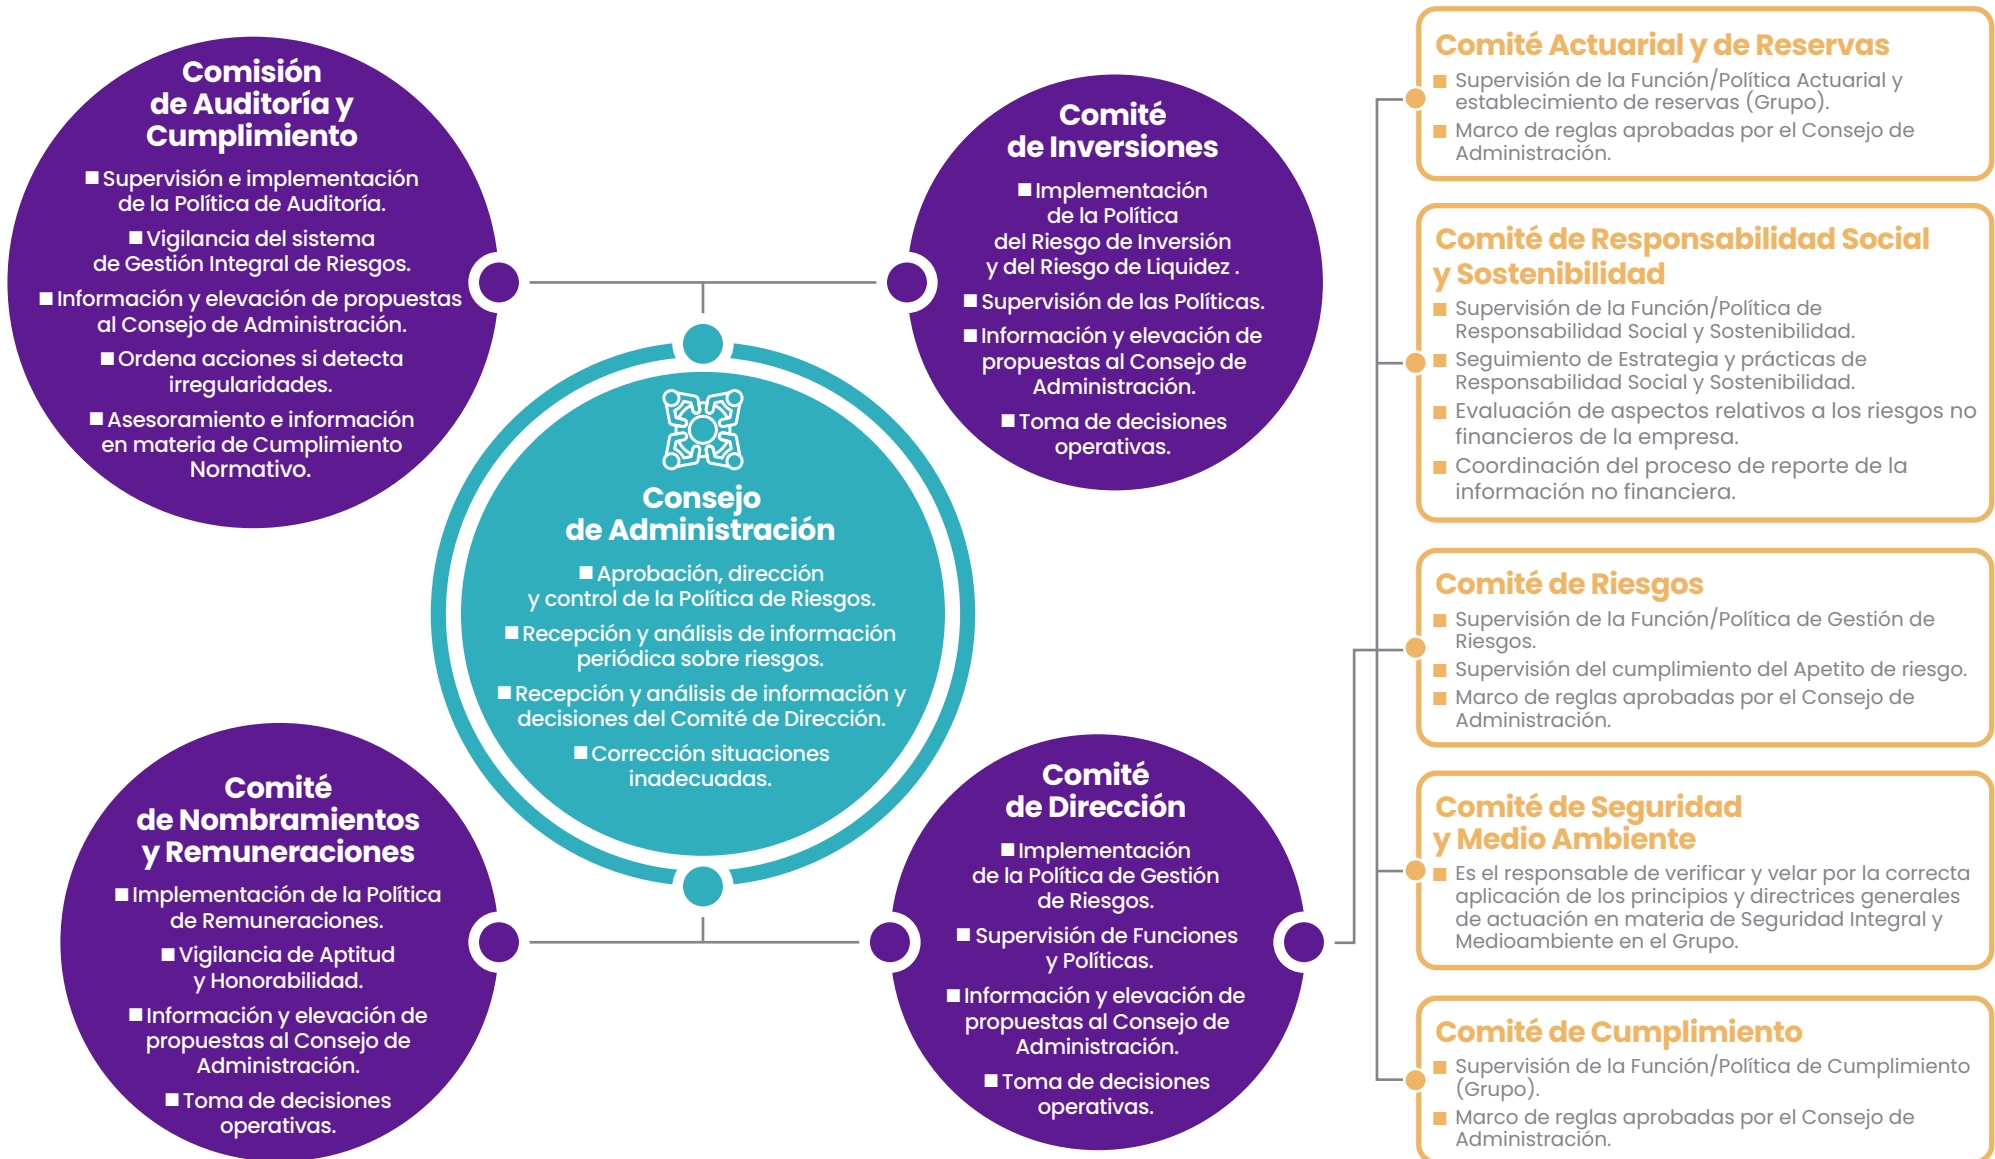 Comisión
de Auditoría y
Cumplimiento
■ Supervisión e implementación
de la Política de Auditoría.
■ Vigilancia del sistema
de Gestión Integral de Riesgos.
■ Información y elevación de propuestas
al Consejo de Administración.
■ Ordena acciones si detecta
irregularidades.
■ Asesoramiento e información
en materia de Cumplimiento
Normativo.
Comité
de Inversiones
■ Implementación
de la Política
del Riesgo de Inversión
y del Riesgo de Liquidez .
■ Supervisión de las Políticas.
■ Información y elevación de
propuestas al Consejo de
Administración.
■ Toma de decisiones
operativas.
Consejo
de Administración
■ Aprobación, dirección
y control de la Política de Riesgos.
■ Recepción y análisis de información
periódica sobre riesgos.
■ Recepción y análisis de información y
decisiones del Comité de Dirección.
■ Corrección situaciones
inadecuadas.
Comité
de Nombramientos
y Remuneraciones
■ Implementación de la Política
de Remuneraciones.
■ Vigilancia de Aptitud
y Honorabilidad.
■ Información y elevación de
propuestas al Consejo de
Administración.
■ Toma de decisiones
operativas.
Comité
de Dirección
■ Implementación
de la Política de Gestión
de Riesgos.
■ Supervisión de Funciones
y Políticas.
■ Información y elevación de
propuestas al Consejo de
Administración.
■ Toma de decisiones
operativas.
Comité Actuarial y de Reservas
■ Supervisión de la Función/Política Actuarial y
establecimiento de reservas (Grupo).
■ Marco de reglas aprobadas por el Consejo de
Administración.
Comité de Responsabilidad Social
y Sostenibilidad
■ Supervisión de la Función/Política de
Responsabilidad Social y Sostenibilidad.
■ Seguimiento de Estrategia y prácticas de
Responsabilidad Social y Sostenibilidad.
■ Evaluación de aspectos relativos a los riesgos no
financieros de la empresa.
■ Coordinación del proceso de reporte de la
información no financiera.
Comité de Riesgos
■ Supervisión de la Función/Política de Gestión de
Riesgos.
■ Supervisión del cumplimiento del Apetito de riesgo.
■ Marco de reglas aprobadas por el Consejo de
Administración.
Comité de Seguridad
y Medio Ambiente
■ Es el responsable de verificar y velar por la correcta
aplicación de los principios y directrices generales
de actuación en materia de Seguridad Integral y
Medioambiente en el Grupo.
Comité de Cumplimiento
■ Supervisión de la Función/Política de Cumplimiento
(Grupo).
■ Marco de reglas aprobadas por el Consejo de
Administración.